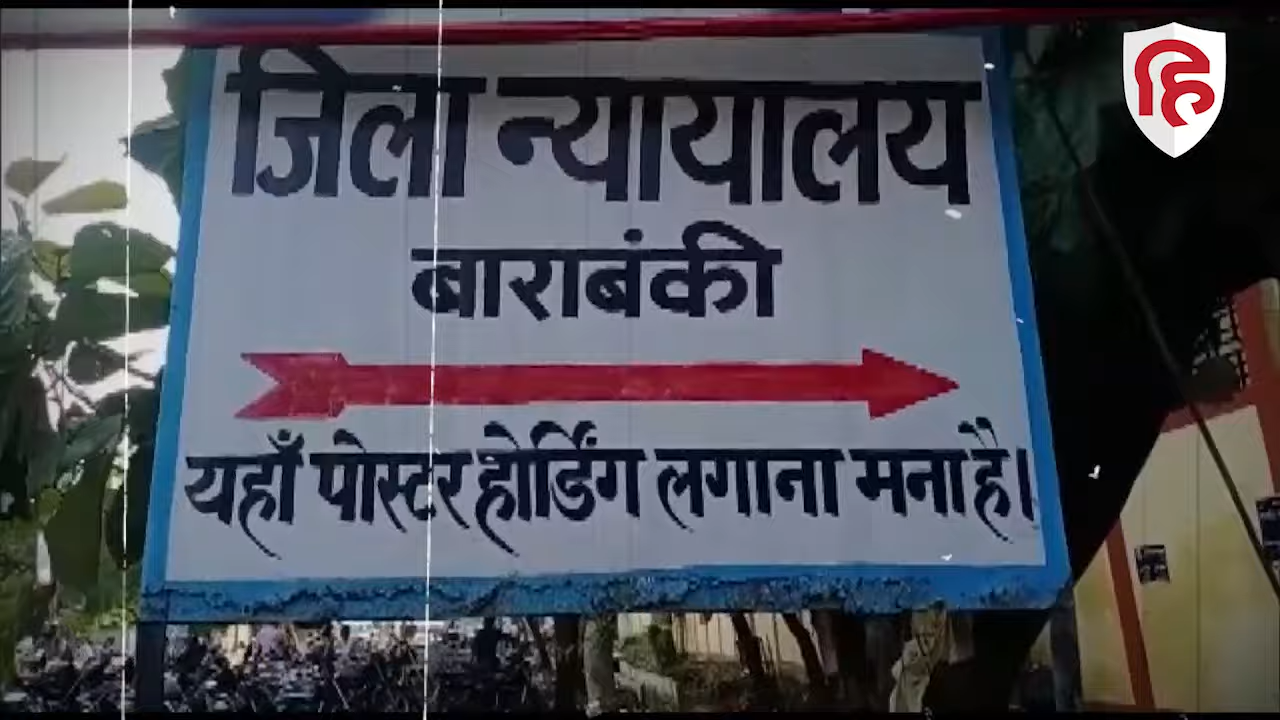 जिला न्यायालय
बाराबंकी
यहाँ पोस्टर होर्डिंग लगाना मना है।
हि